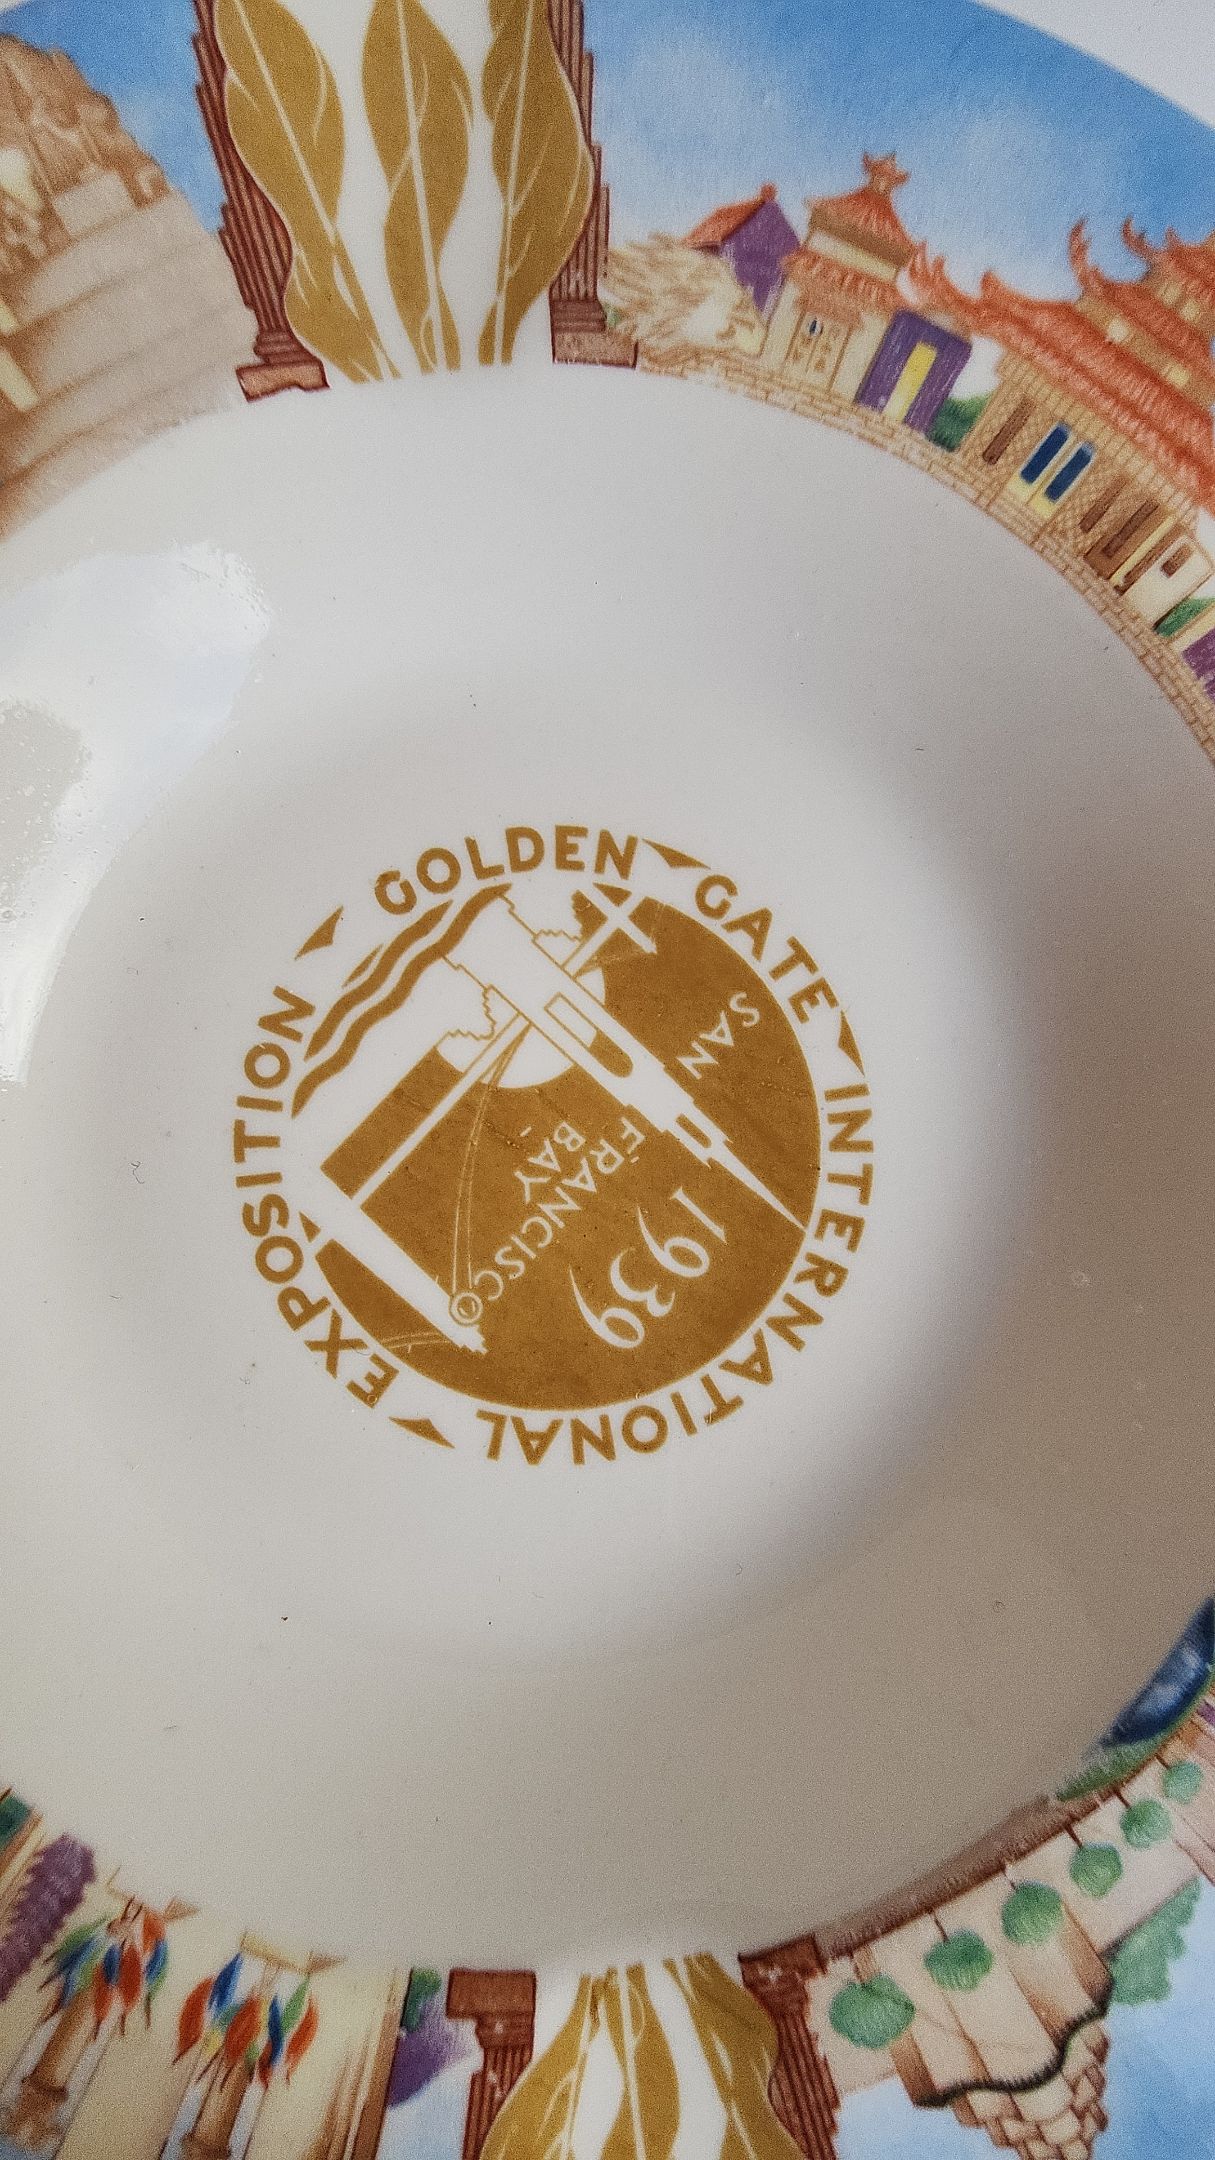 GOLDEN GATE INTERNATIONAL EXPOSITION
1939
SAN FRANCISCO
BAY